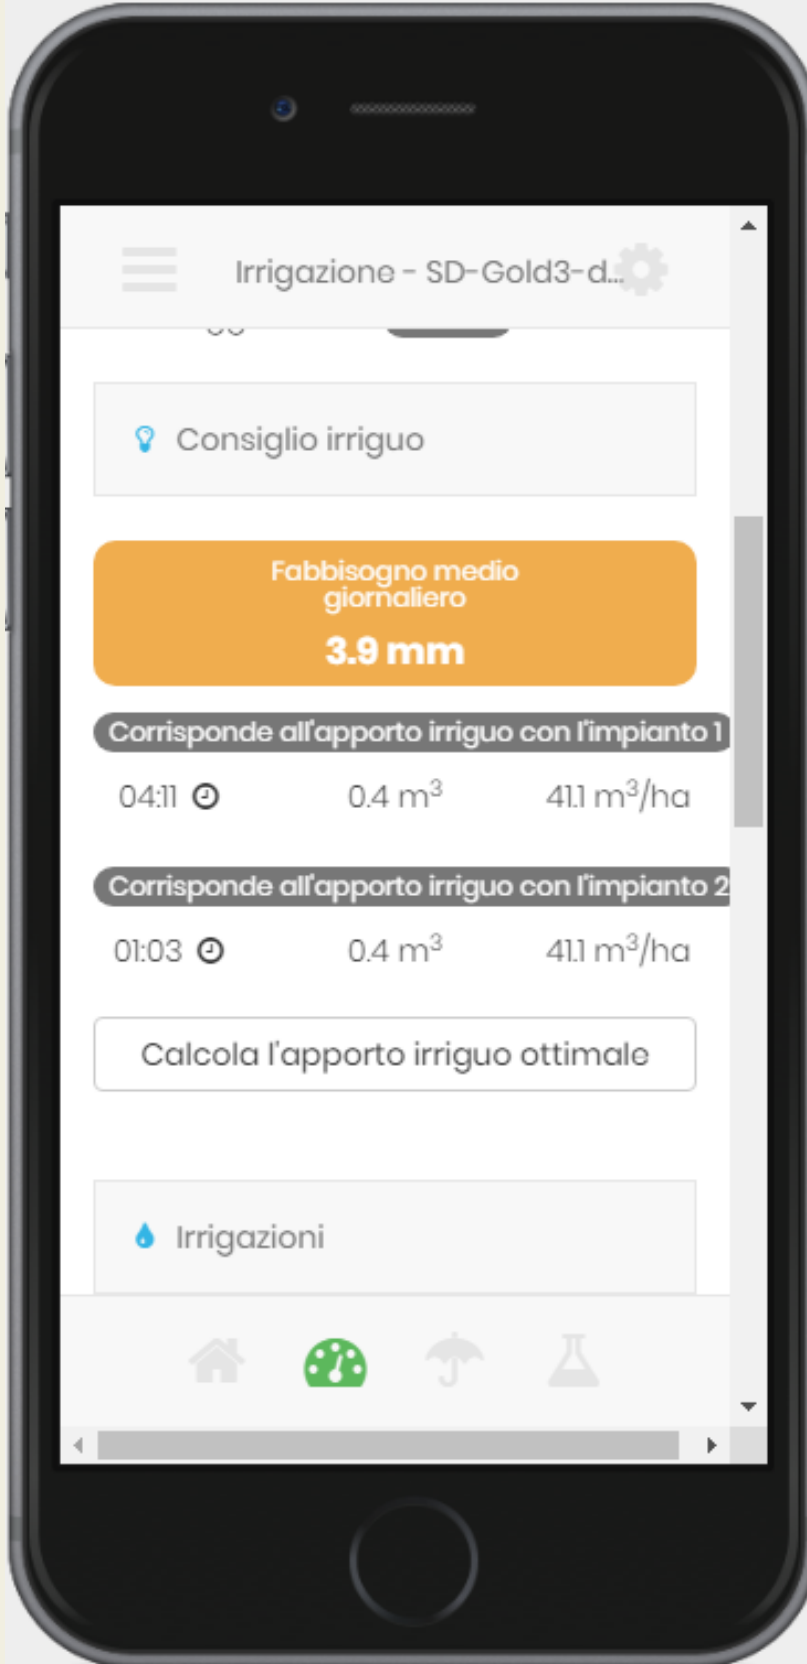 Irrigazione - SD-Gold3-d...
Consiglio irriguo
Fabbisogno medio
giornaliero
3.9 mm
Corrisponde all'apporto irriguo con l'impianto 1
04:11 0.4 m³ 41.1 m³/ha
Corrisponde all'apporto irriguo con l'impianto 2
01:03 0.4 m³ 41.1 m³/ha
Calcola l'apporto irriguo ottimale
Irrigazioni